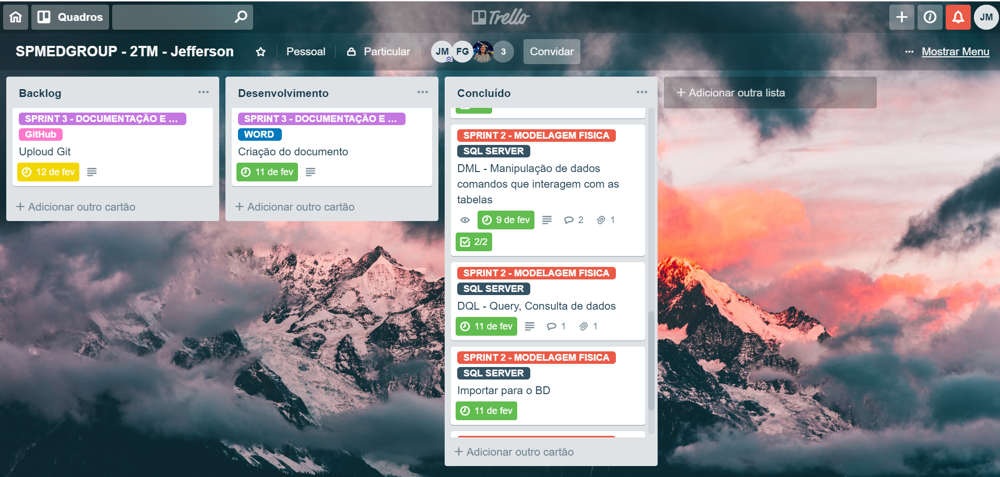 Quadros
Trello
JM
SPMEDGROUP - 2TM - Jefferson
Pessoal
Particular
JM
FG
3
Convidar
Mostrar Menu
Backlog
SPRINT 3 - DOCUMENTAÇÃO E ...
GitHub
Uploud Git
12 de fev
+ Adicionar outro cartão
Desenvolvimento
SPRINT 3 - DOCUMENTAÇÃO E ...
WORD
Criação do documento
11 de fev
+ Adicionar outro cartão
Concluído
SPRINT 2 - MODELAGEM FISICA
SQL SERVER
DML - Manipulação de dados
comandos que interagem com as
tabelas
9 de fev
2
1
2/2
SPRINT 2 - MODELAGEM FISICA
SQL SERVER
DQL - Query, Consulta de dados
11 de fev
1
1
SPRINT 2 - MODELAGEM FISICA
SQL SERVER
Importar para o BD
11 de fev
+ Adicionar outro cartão
+ Adicionar outra lista